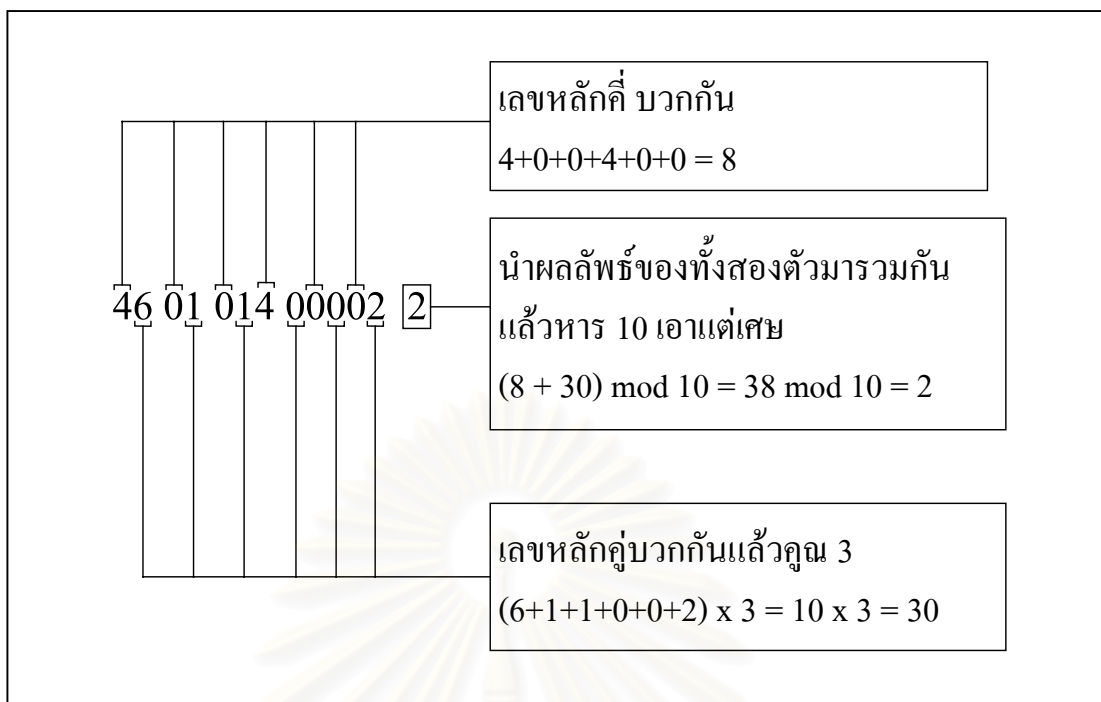 เลขหลักคี่ บวกกัน
4+0+0+4+0+0 = 8
46 01 014 00002 2
นำผลลัพธ์ของทั้งสองตัวมารวมกัน
แล้วหาร 10 เอาแต่เศษ
(8 + 30) mod 10 = 38 mod 10 = 2
เลขหลักคู่บวกกันแล้วคูณ 3
(6+1+1+0+0+2) x 3 = 10 x 3 = 30